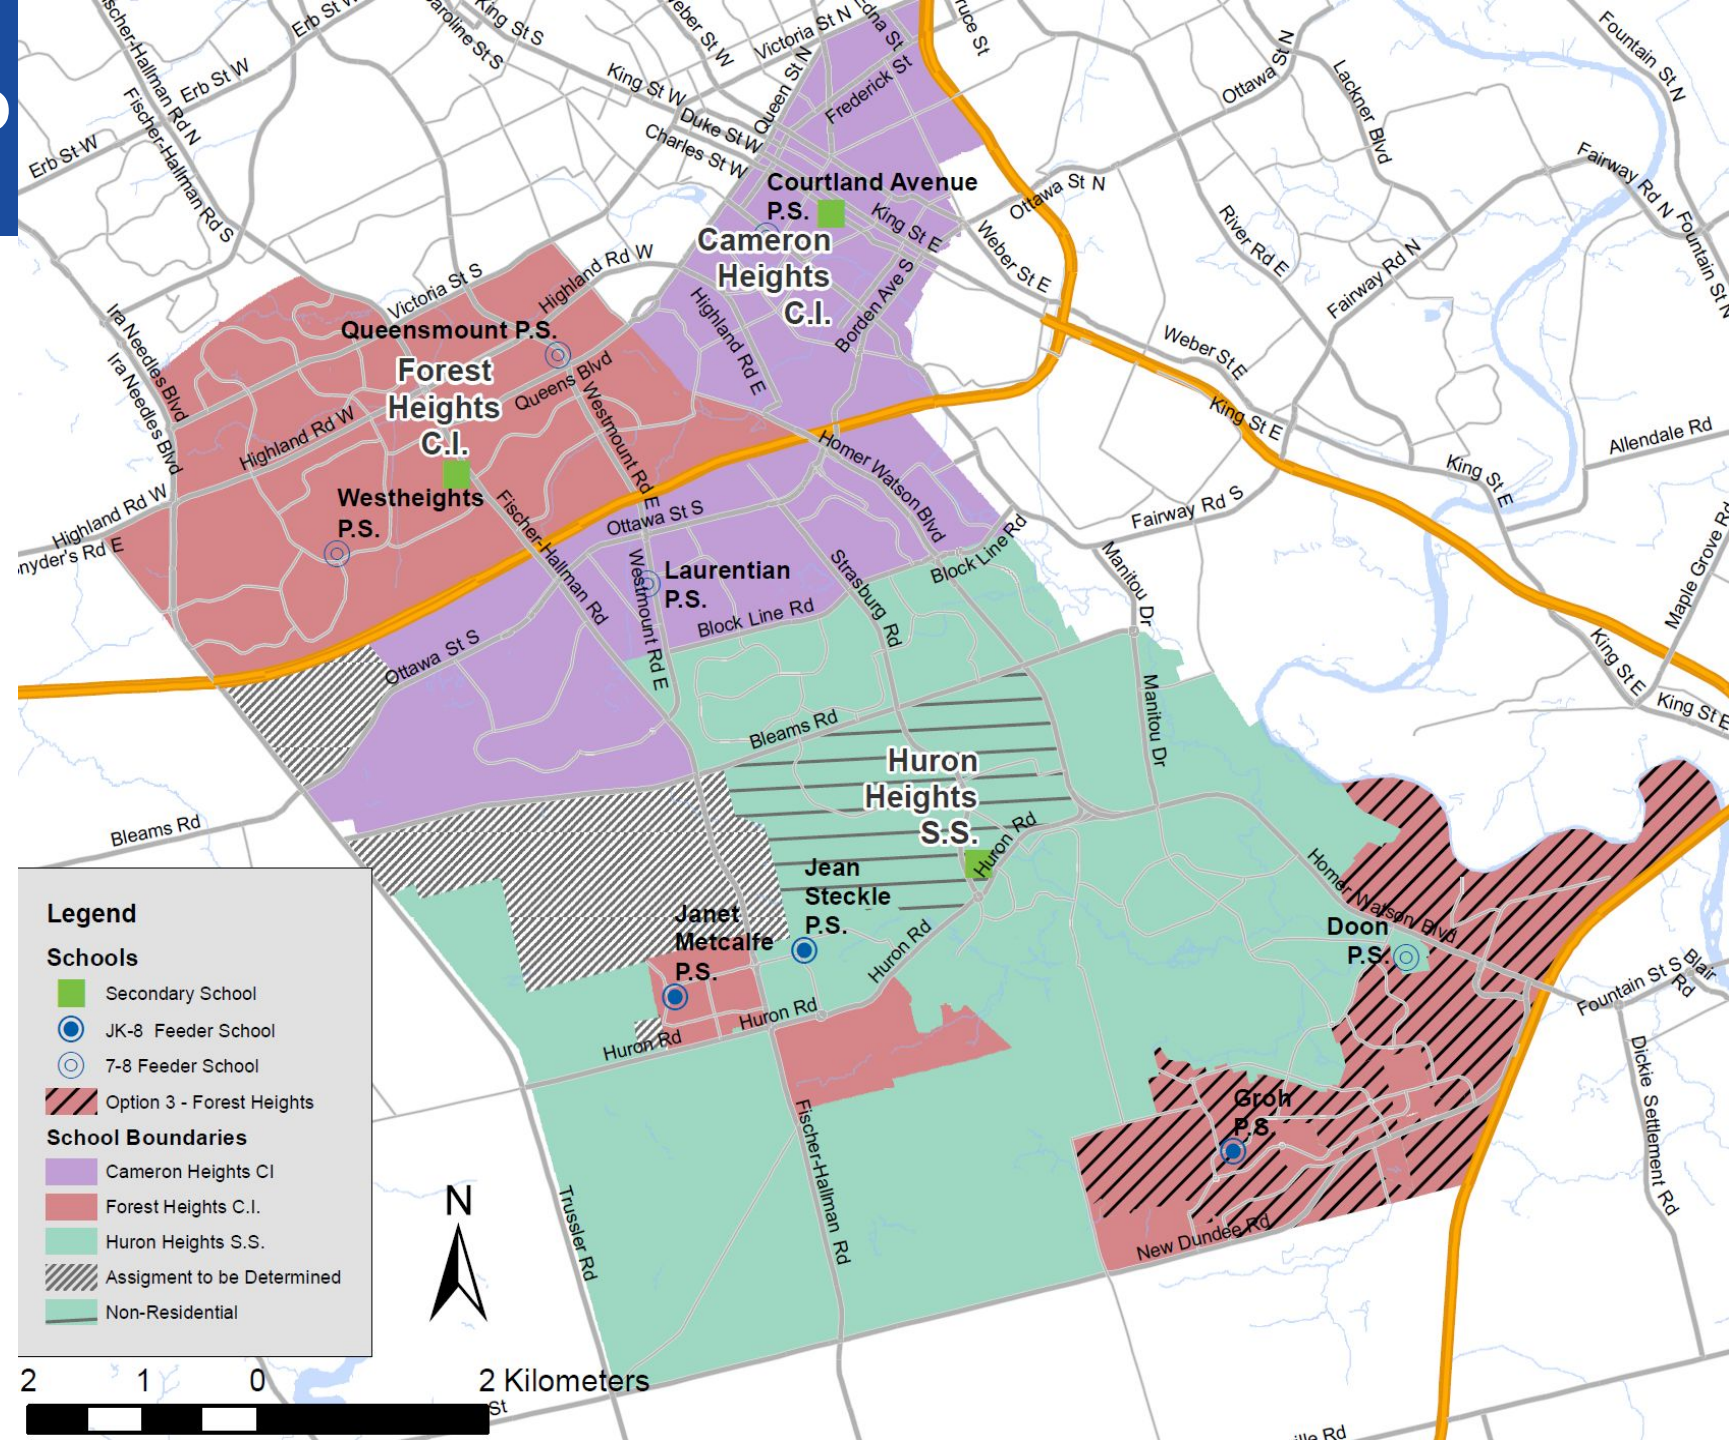 Fischer-Hallman Rd N
Fischer-Hallman Rd S
Erb St W
Erb St W
Erb St W
Caroline St S
King St S
King St W
Weber St W
Duke St W
Charles St W
Victoria St N
Queen St N
Edna St
Frederick St
Bruce St
Ottawa St N
Ottawa St N
Lackner Blvd
Fountain St N
Fountain St N
Fairway Rd N
Fairway Rd N
River Rd E
Courtland Avenue
P.S.
Cameron
Heights
C.I.
King St E
Weber St E
Weber St E
King St E
King St E
King St E
King St E
Allendale Rd
Maple Grove Rd
Fairway Rd S
Manitou Dr
Manitou Dr
Borden Ave S
Highland Rd E
Highland Rd W
Highland Rd W
Highland Rd W
Victoria St S
Queensmount P.S.
Forest
Heights
C.I.
Queens Blvd
Westmount Rd E
Westmount Rd E
Ira Needles Blvd
Ira Needles Blvd
nyder's Rd E
Westheights
P.S.
Fischer-Hallman Rd
Ottawa St S
Ottawa St S
Homer Watson Blvd
Laurentian
P.S.
Block Line Rd
Block Line Rd
Strasburg Rd
Bleams Rd
Bleams Rd
Huron
Heights
S.S.
Huron Rd
Huron Rd
Huron Rd
Huron Rd
Jean
Steckle
P.S.
Janet
Metcalfe
P.S.
Homer Watson Blvd
Doon
P.S.
Fountain St S
Blair
Rd
Dickie Settlement Rd
Groh
P.S.
New Dundee Rd
Fischer-Hallman Rd
Trussler Rd
Legend
Schools
Secondary School
JK-8 Feeder School
7-8 Feeder School
Option 3 - Forest Heights
School Boundaries
Cameron Heights CI
Forest Heights C.I.
Huron Heights S.S.
Assigment to be Determined
Non-Residential
N
2 1 0 2 Kilometers
St
ille Rd